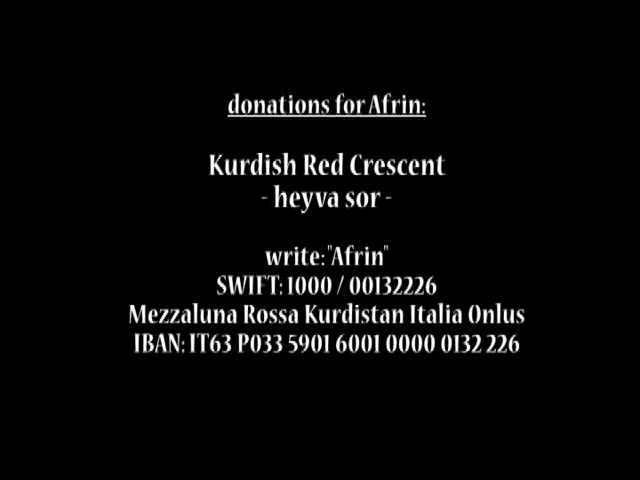 donations for Afrin:
Kurdish Red Crescent
- heyva sor -
write: "Afrin"
SWIFT: 1000 / 00132226
Mezzaluna Rossa Kurdistan Italia Onlus
IBAN: IT63 P033 5901 6001 0000 0132 226